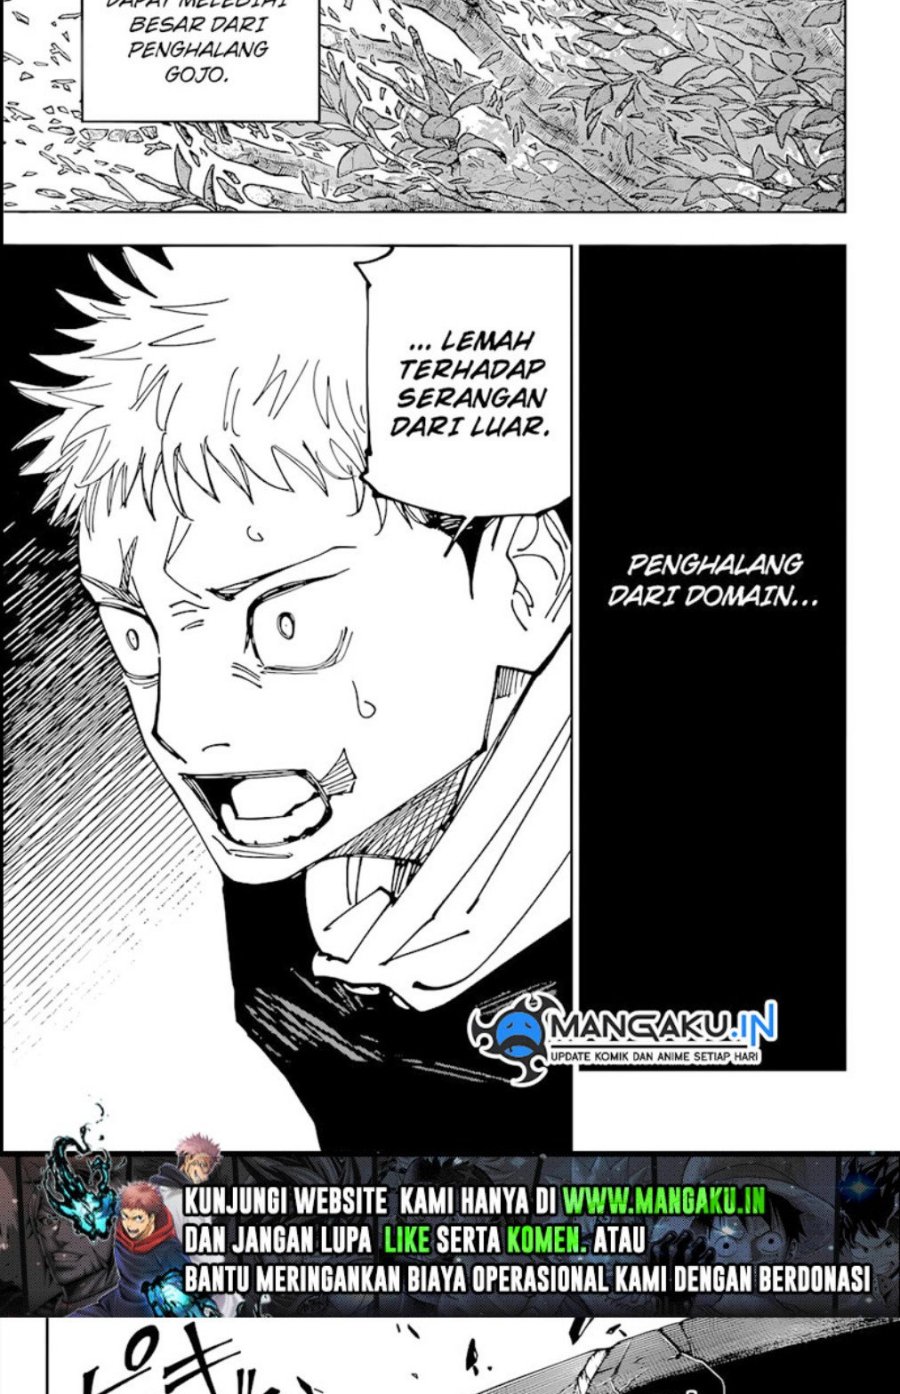 DAPAT MELEBIHI
BESAR DARI
PENGHALANG
GOJO.
PENGHALANG
DARI DOMAIN...
... LEMAH
TERHADAP
SERANGAN
DARI LUAR.
MANGAKU.IN
UPDATE KOMIK DAN ANIME SETIAP HARI
KUNJUNGI WEBSITE KAMI HANYA DI WWW.MANGAKU.IN
DAN JANGAN LUPA LIKE SERTA KOMEN. ATAU
BANTU MERINGANKAN BIAYA OPERASIONAL KAMI DENGAN BERDONASI